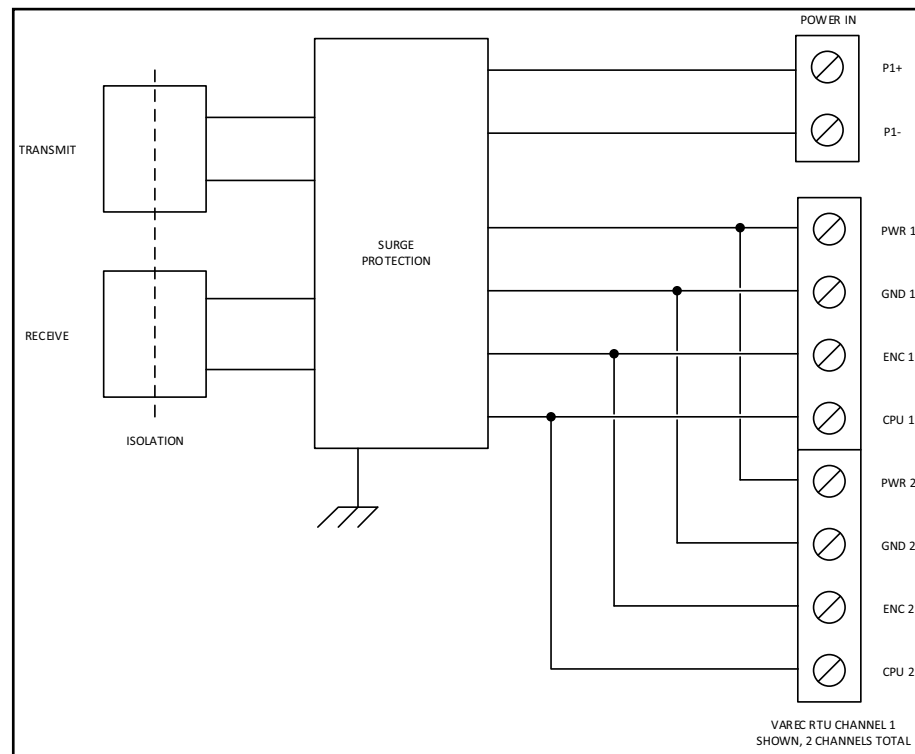 POWER IN
P1+
P1-
TRANSMIT
SURGE
PROTECTION
PWR 1
GND 1
RECEIVE
ENC 1
CPU 1
ISOLATION
PWR 2
GND 2
ENC 2
CPU 2
VAREC RTU CHANNEL 1
SHOWN, 2 CHANNELS TOTAL